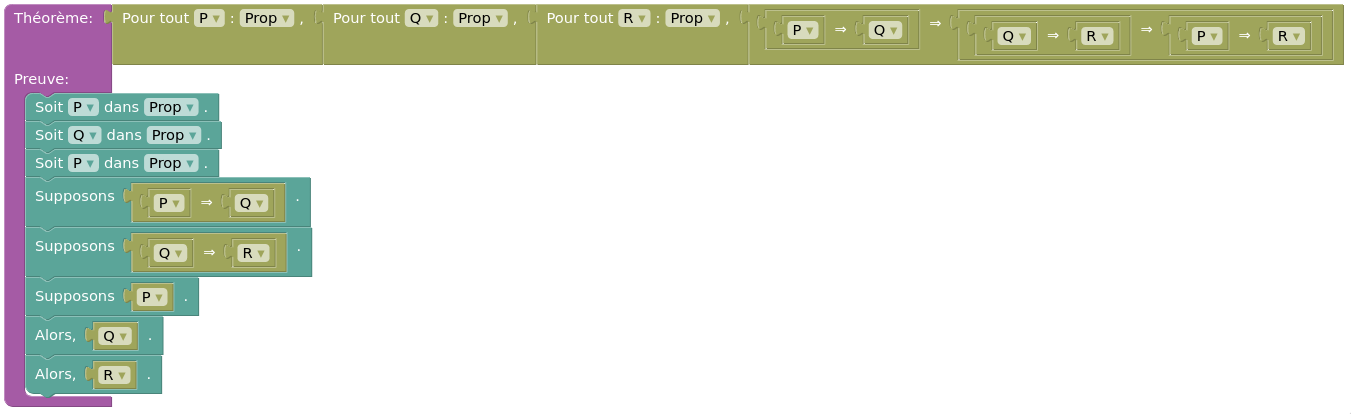 Théorème: Pour tout P ▾ : Prop ▾ , Pour tout Q ▾ : Prop ▾ , Pour tout R ▾ : Prop ▾ , P ▾ ⇒ Q ▾ ⇒ Q ▾ ⇒ R ▾ ⇒ P ▾ ⇒ R ▾
Preuve:
Soit P ▾ dans Prop ▾ .
Soit Q ▾ dans Prop ▾ .
Soit P ▾ dans Prop ▾ .
Supposons P ▾ ⇒ Q ▾ .
Supposons Q ▾ ⇒ R ▾ .
Supposons P ▾ .
Alors, Q ▾ .
Alors, R ▾ .